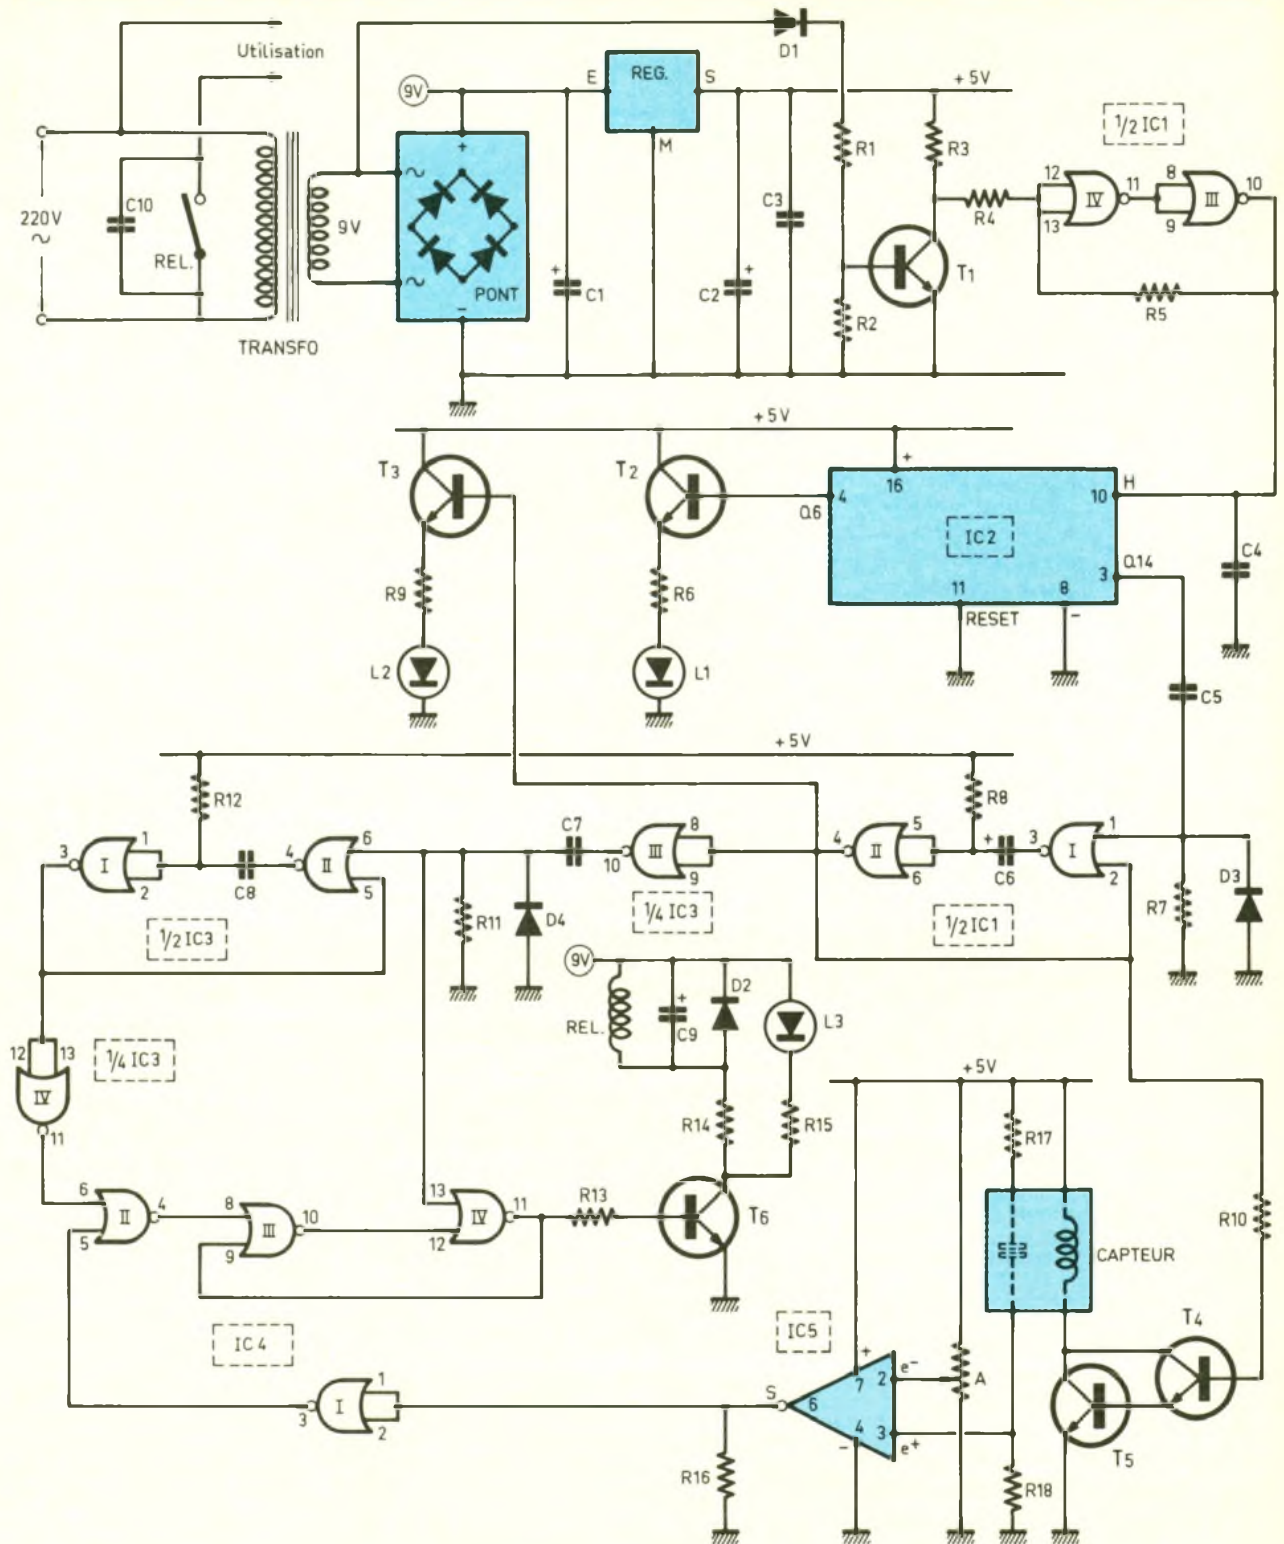 Utilisation
D1
9V
E
REG.
S
+5V
M
1/2 IC1
220V
~
C10
REL.
9V
TRANSFO
+
~
~
PONT
-
+
C1
+
C2
C3
R1
R2
R3
R4
T1
12
13
IV
11
8
9
III
10
R5
+5V
T3
T2
Q6
4
+
16
H
10
IC2
Q14
3
11
8
RESET
-
C4
R9
R6
L2
L1
C5
+5V
R12
R8
3
I
1
2
C8
4
II
6
5
C7
10
III
8
9
4
II
5
6
+
C6
3
I
1
2
1/2 IC3
R11
D4
1/4 IC3
1/2 IC1
R7
D3
9V
REL.
+
C9
D2
L3
12
13
1/4 IC3
IV
11
+5V
R14
R15
R17
R10
6
5
II
4
8
9
III
10
13
12
IV
11
R13
T6
CAPTEUR
IC4
IC5
T4
3
I
1
2
S
6
+
7
2
e-
A
4
3
-
e+
T5
R16
R18